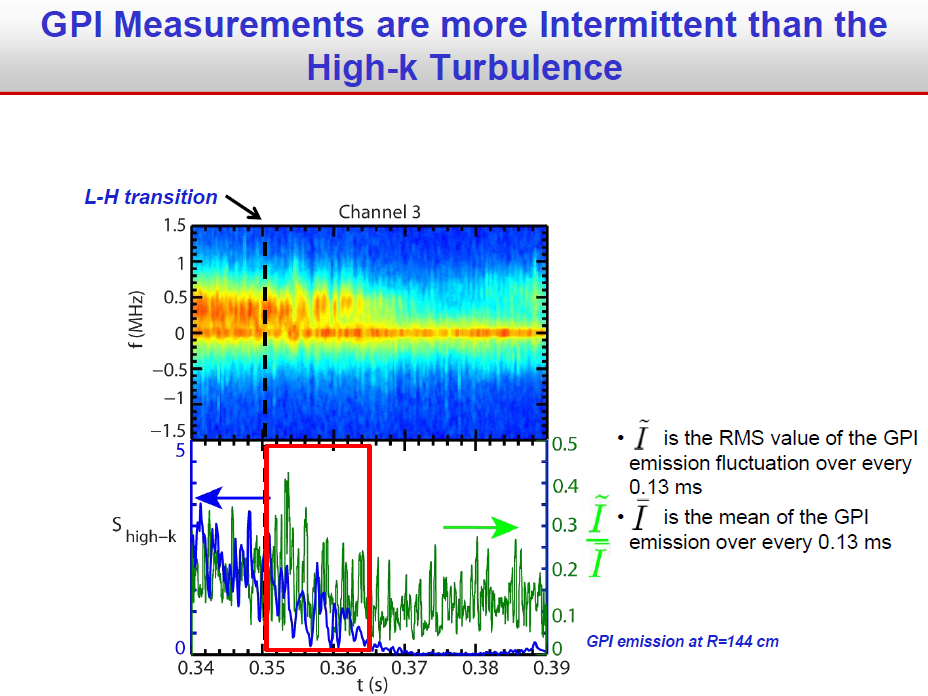 GPI Measurements are more Intermittent than the
High-k Turbulence
L-H transition
Channel 3
1.5
1
0.5
0
−0.5
−1
−1.5
f (MHz)
5
0
S high−k
0.5
0.4
0.3
0.2
0.1
0
Ĩ
Ī
0.34 0.35 0.36 0.37 0.38 0.39
t (s)
• Ĩ is the RMS value of the GPI
emission fluctuation over every
0.13 ms
• Ī is the mean of the GPI
emission over every 0.13 ms
GPI emission at R=144 cm